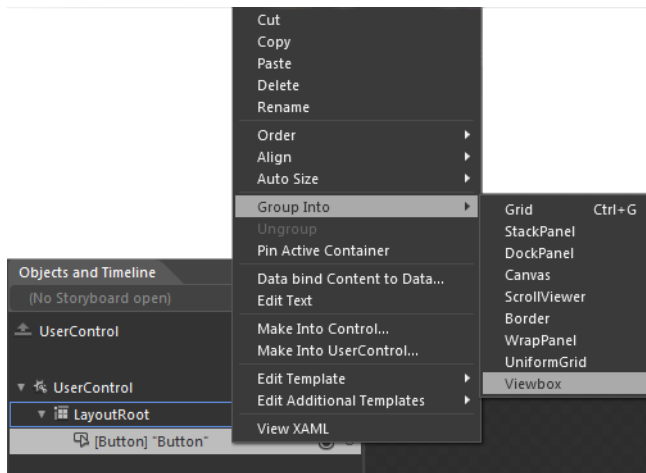 Cut
Copy
Paste
Delete
Rename
Order
Align
Auto Size
Group Into
Ungroup
Pin Active Container
Data bind Content to Data...
Edit Text
Make Into Control...
Make Into UserControl...
Edit Template
Edit Additional Templates
View XAML
Grid Ctrl+G
StackPanel
DockPanel
Canvas
ScrollViewer
Border
WrapPanel
UniformGrid
Viewbox
Objects and Timeline
(No Storyboard open)
UserControl
UserControl
LayoutRoot
[Button] "Button"